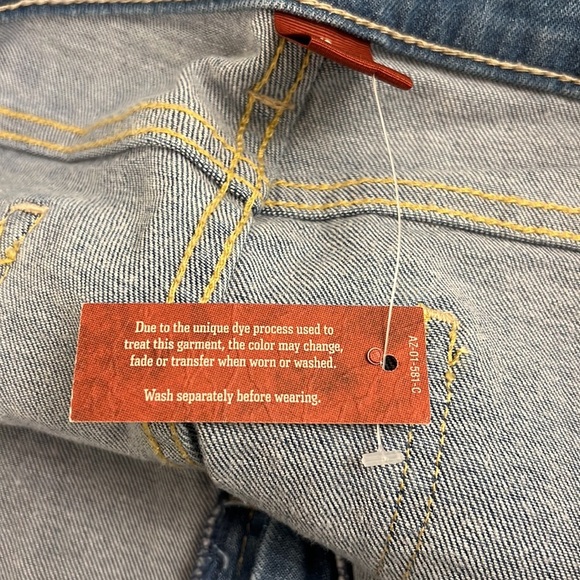 Due to the unique dye process used to
treat this garment, the color may change,
fade or transfer when worn or washed.
Wash separately before wearing.
AZ-01-581-C